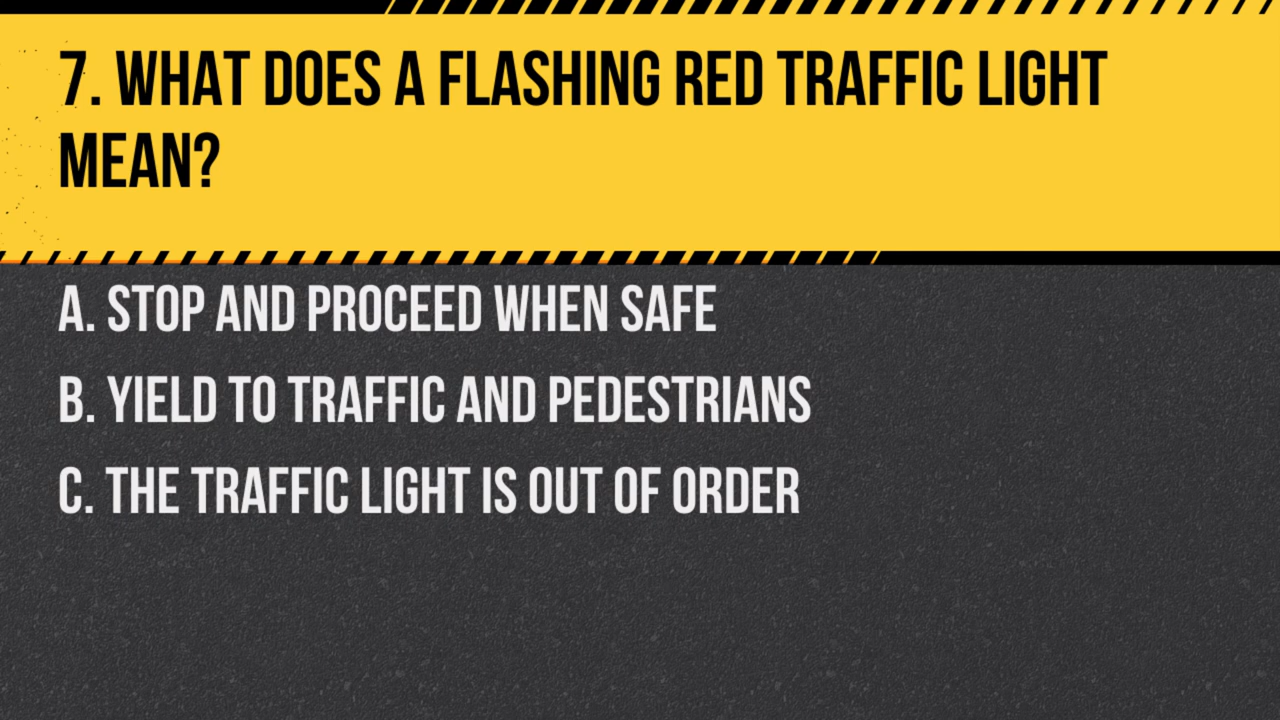 7. WHAT DOES A FLASHING RED TRAFFIC LIGHT
MEAN?
A. STOP AND PROCEED WHEN SAFE
B. YIELD TO TRAFFIC AND PEDESTRIANS
C. THE TRAFFIC LIGHT IS OUT OF ORDER